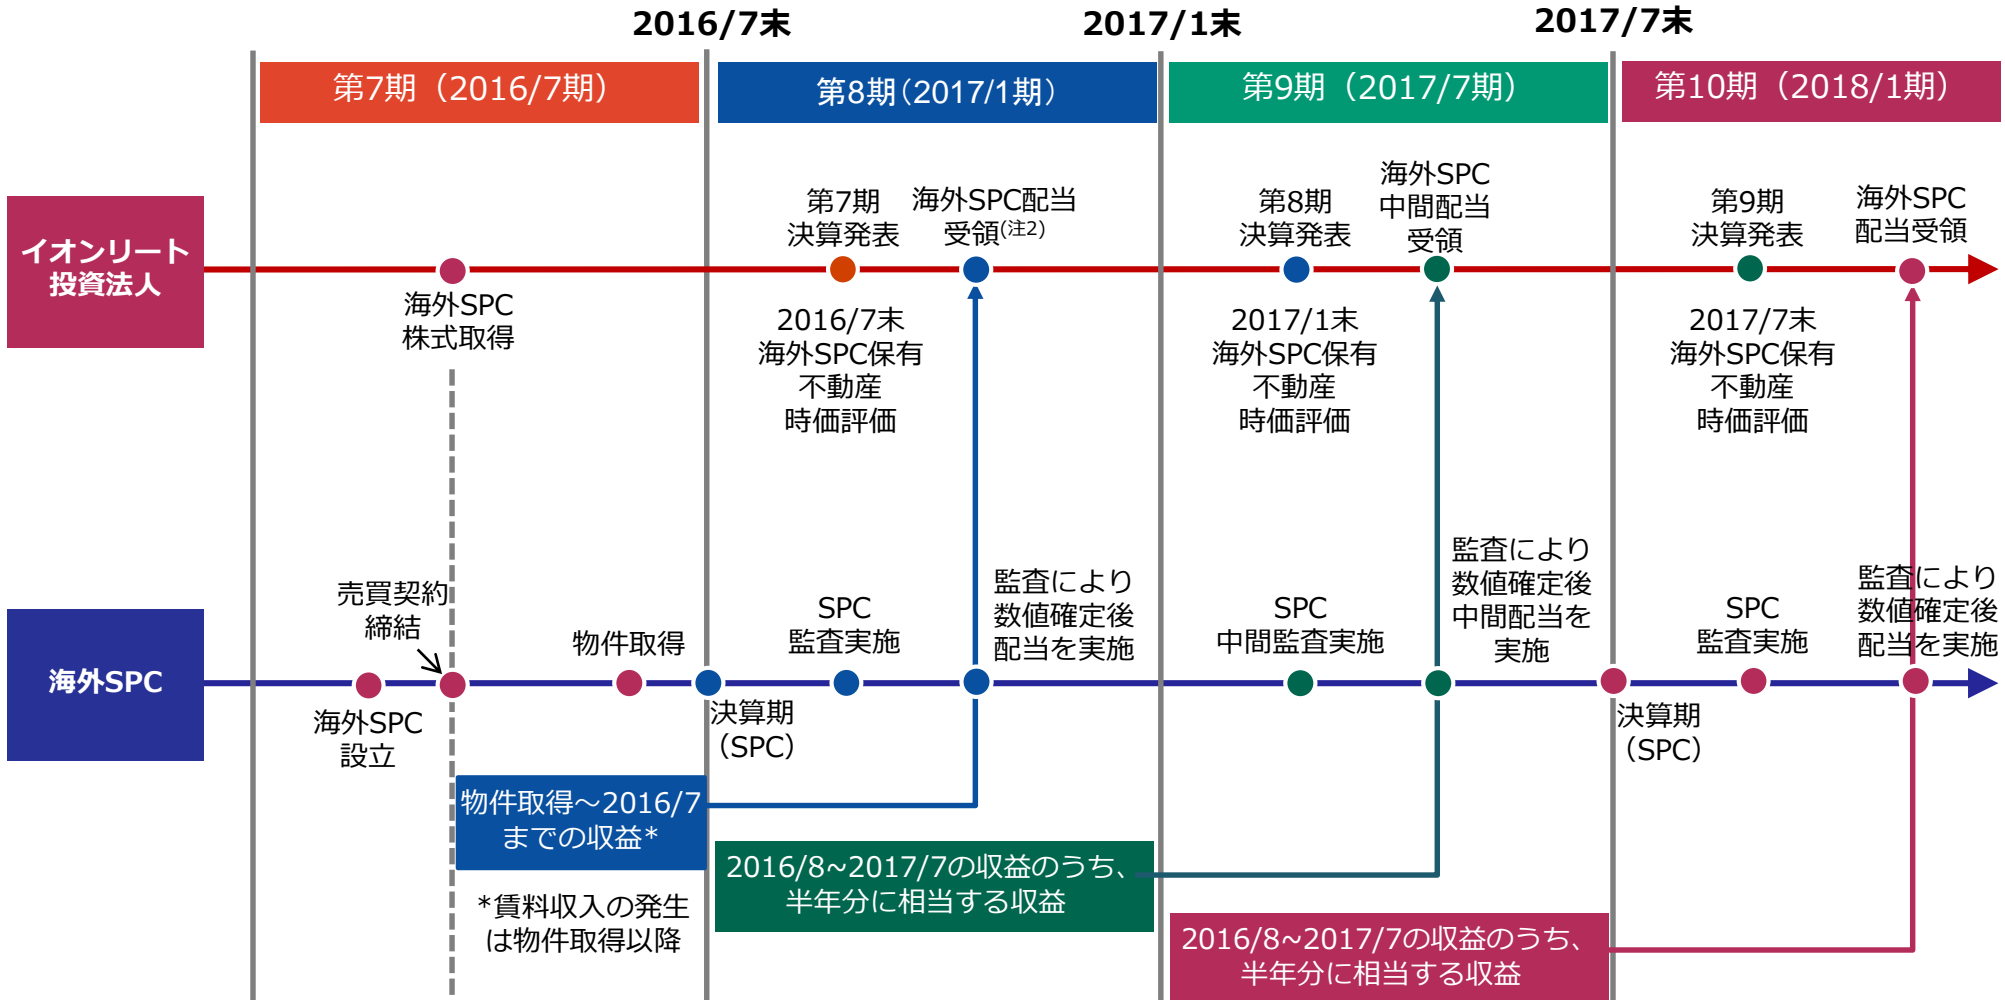 2016/7末
2017/1末
2017/7末
第7期（2016/7期）
第8期（2017/1期）
第9期（2017/7期）
第10期（2018/1期）
イオンリート
投資法人
海外SPC
株式取得
第7期
決算発表
海外SPC配当
受領(注2)
第8期
決算発表
海外SPC
中間配当
受領
第9期
決算発表
海外SPC
配当受領
2016/7末
海外SPC保有
不動産
時価評価
2017/1末
海外SPC保有
不動産
時価評価
2017/7末
海外SPC保有
不動産
時価評価
海外SPC
売買契約
締結
海外SPC
設立
物件取得
決算期
（SPC）
SPC
監査実施
監査により
数値確定後
配当を実施
SPC
中間監査実施
監査により
数値確定後
中間配当を
実施
決算期
（SPC）
SPC
監査実施
監査により
数値確定後
配当を実施
物件取得～2016/7
までの収益*
*賃料収入の発生
は物件取得以降
2016/8~2017/7の収益のうち、
半年分に相当する収益
2016/8~2017/7の収益のうち、
半年分に相当する収益